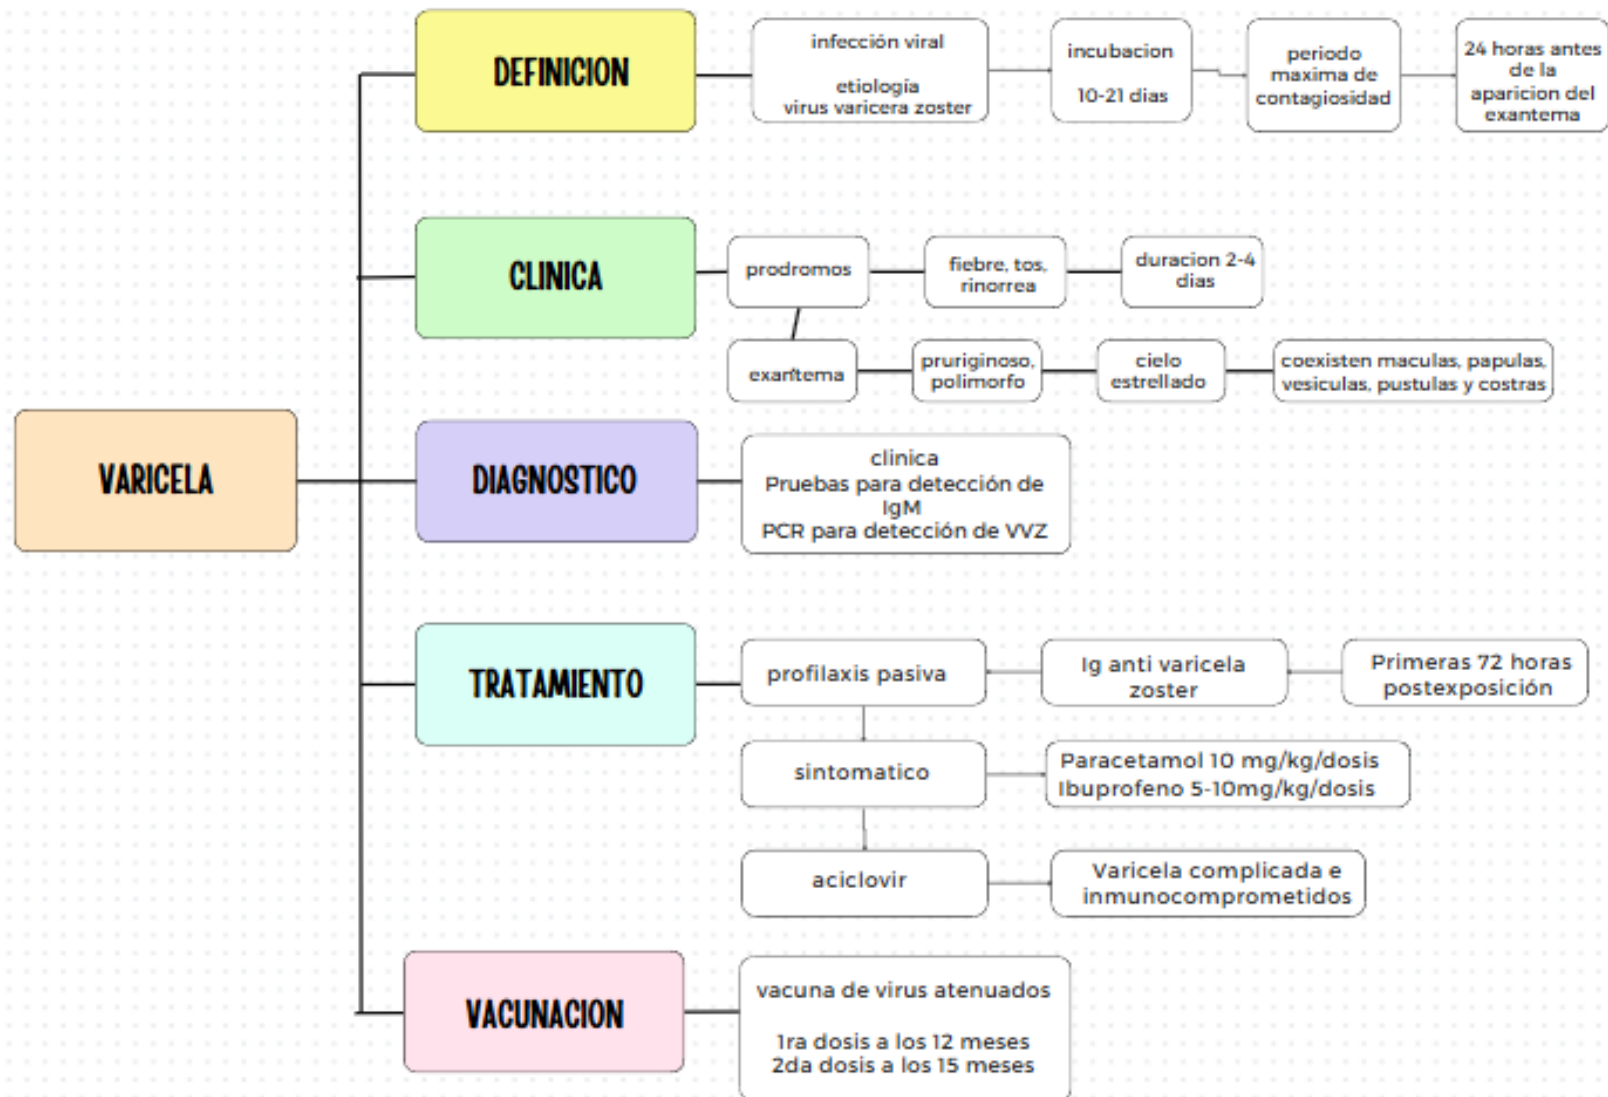 DEFINICION
infección viral
etiología
virus varicera zoster
incubacion
10-21 dias
periodo
maxima de
contagiosidad
24 horas antes
de la
aparicion del
exantema
CLINICA
prodromos
fiebre, tos,
rinorrea
duracion 2-4
dias
exantema
pruriginoso,
polimorfo
cielo
estrellado
coexisten maculas, papulas,
vesiculas, pustulas y costras
VARICELA
DIAGNOSTICO
clinica
Pruebas para detección de
IgM
PCR para detección de VVZ
TRATAMIENTO
profilaxis pasiva
Ig anti varicela
zoster
Primeras 72 horas
postexposición
sintomatico
Paracetamol 10 mg/kg/dosis
Ibuprofeno 5-10mg/kg/dosis
aciclovir
Varicela complicada e
inmunocomprometidos
VACUNACION
vacuna de virus atenuados
1ra dosis a los 12 meses
2da dosis a los 15 meses